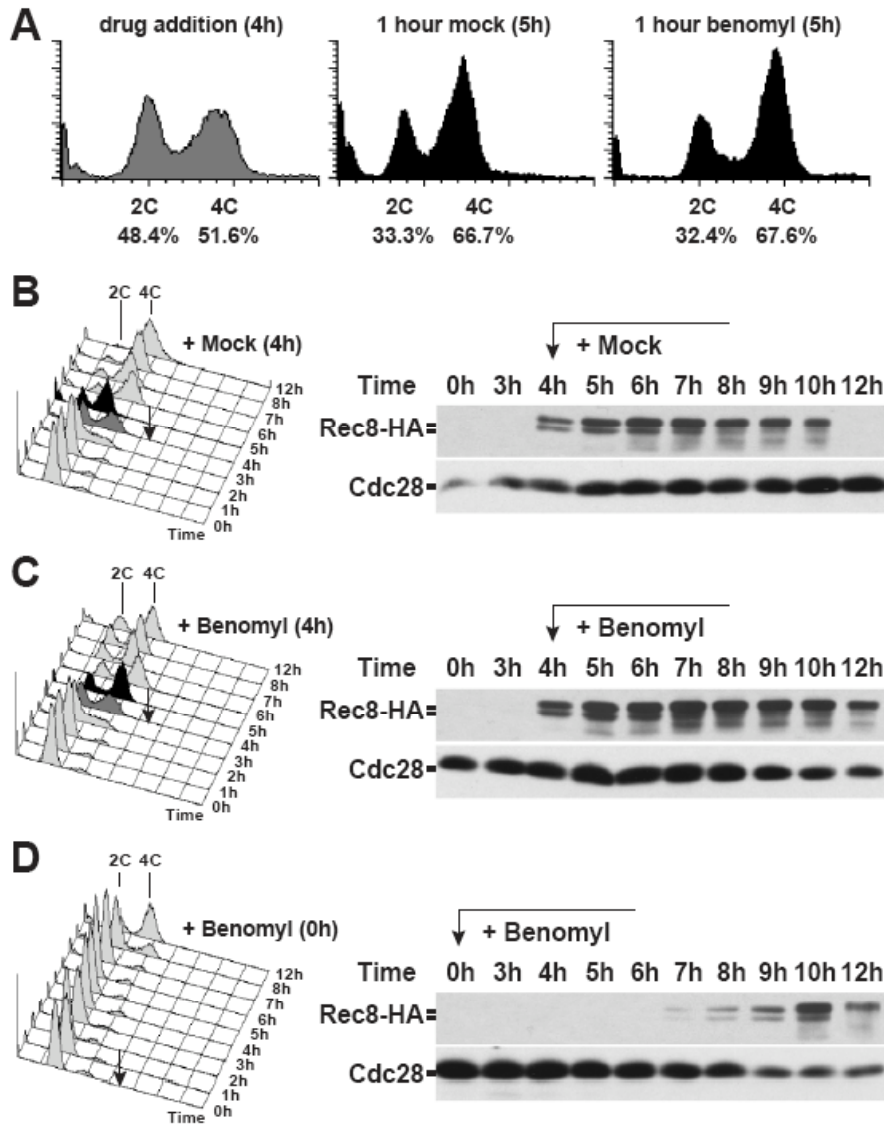 A
drug addition (4h) 1 hour mock (5h) 1 hour benomyl (5h)
2C 4C 2C 4C 2C 4C
48.4% 51.6% 33.3% 66.7% 32.4% 67.6%
B
2C 4C
+ Mock (4h)
12h
8h
7h
6h
5h
4h
3h
2h
1h
0h
Time
+ Mock
Time 0h 3h 4h 5h 6h 7h 8h 9h 10h 12h
Rec8-HA
Cdc28
C
2C 4C
+ Benomyl (4h)
12h
8h
7h
6h
5h
4h
3h
2h
1h
0h
Time
+ Benomyl
Time 0h 3h 4h 5h 6h 7h 8h 9h 10h 12h
Rec8-HA
Cdc28
D
2C 4C
+ Benomyl (0h)
12h
8h
7h
6h
5h
4h
3h
2h
1h
0h
Time
+ Benomyl
Time 0h 3h 4h 5h 6h 7h 8h 9h 10h 12h
Rec8-HA
Cdc28